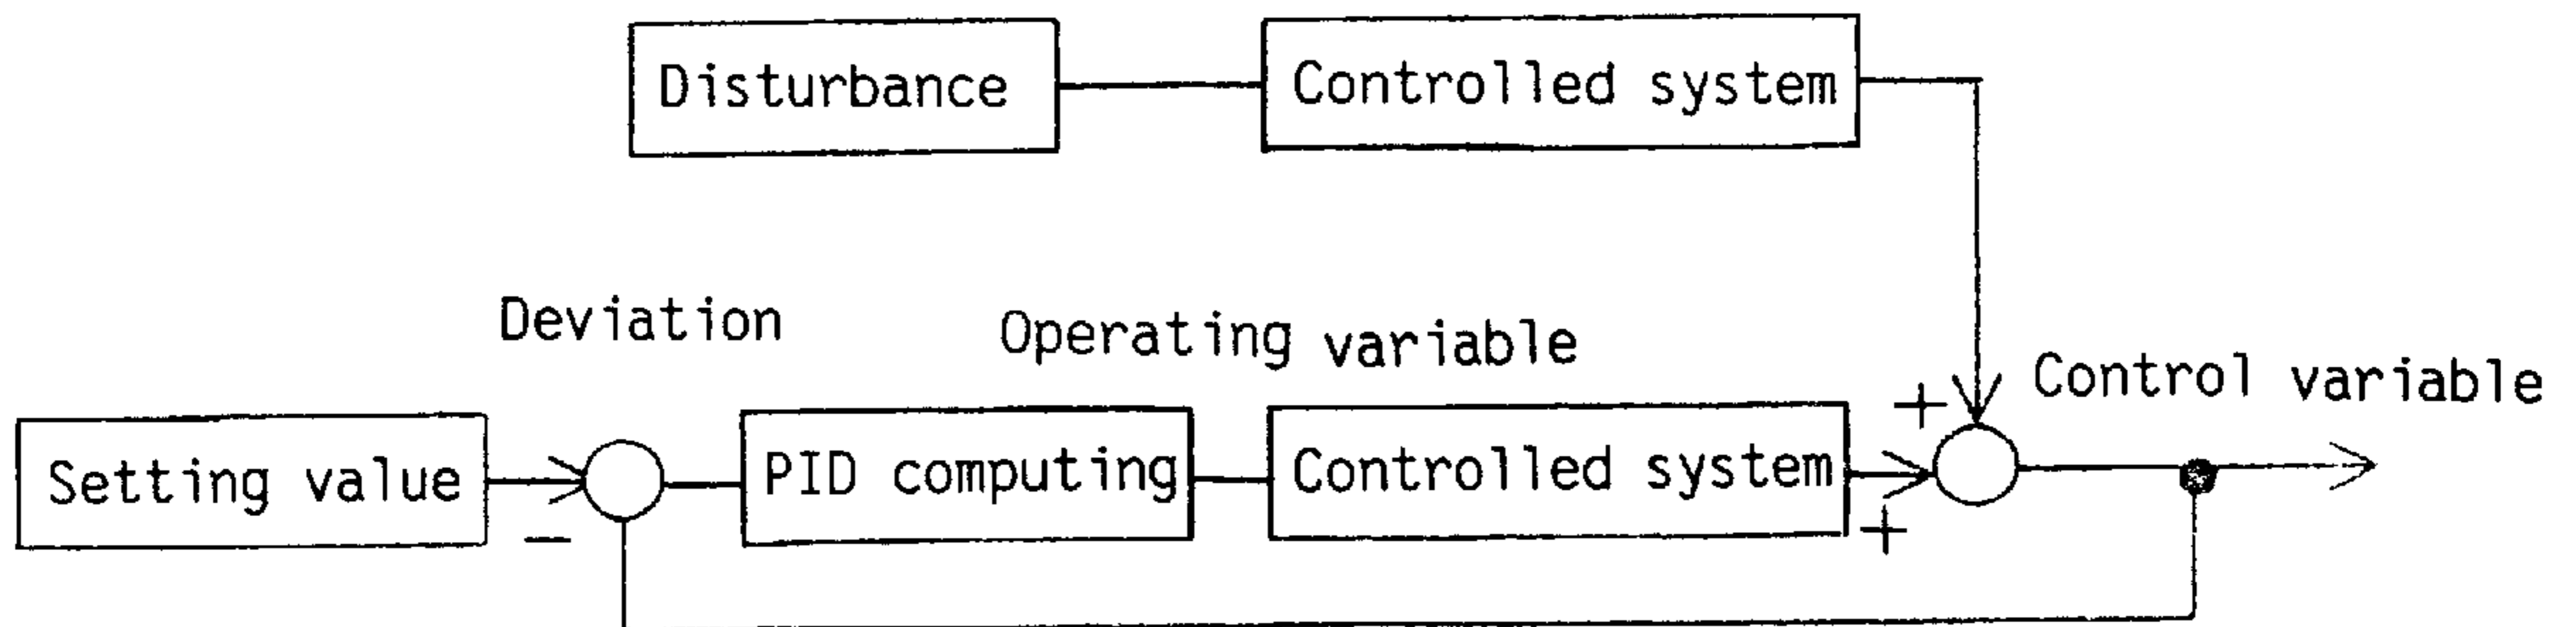 Disturbance
Controlled system
Deviation
Operating variable
Control variable
+
Setting value
PID computing
Controlled system
−
+